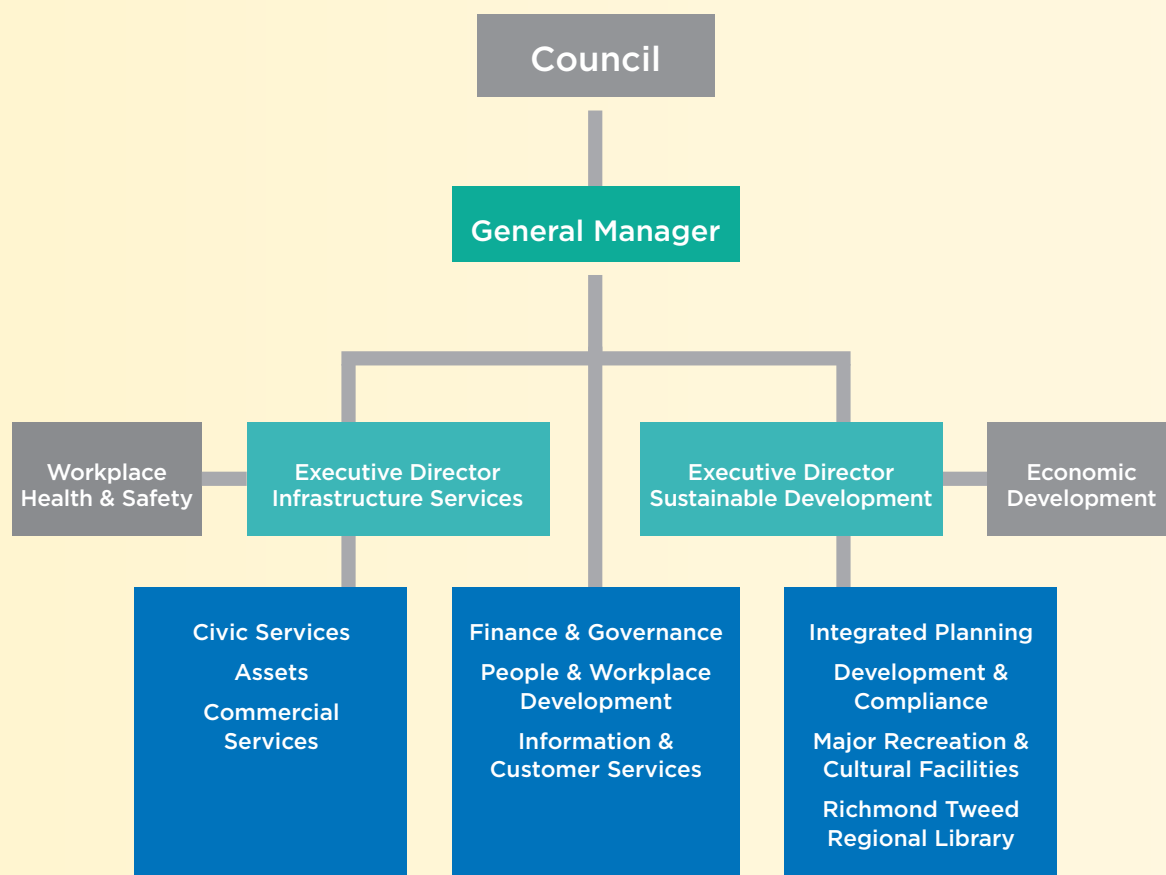 Council
General Manager
Workplace
Health & Safety
Executive Director
Infrastructure Services
Executive Director
Sustainable Development
Economic
Development
Civic Services
Assets
Commercial
Services
Finance & Governance
People & Workplace
Development
Information &
Customer Services
Integrated Planning
Development &
Compliance
Major Recreation &
Cultural Facilities
Richmond Tweed
Regional Library